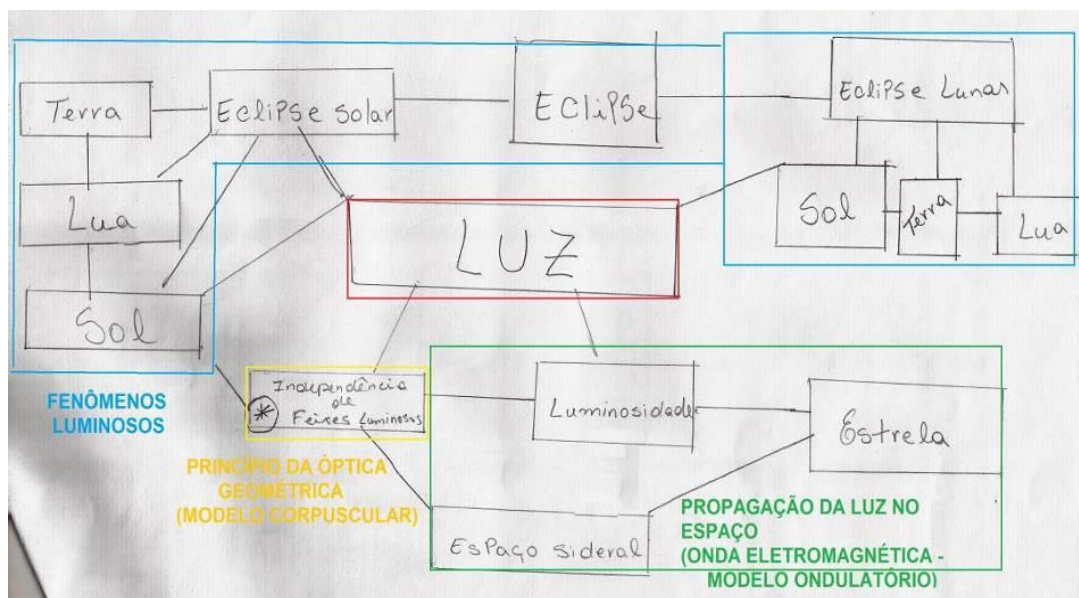 Terra
Eclipse Solar
Eclipse
Eclipse Lunar
Lua
Sol
Terra
Lua
LUZ
Sol
Independência
de
Feixes Luminosos
*
Luminosidade
Estrela
Espaço Sideral
FENÔMENOS
LUMINOSOS
PRINCÍPIO DA ÓPTICA
GEOMÉTRICA
(MODELO CORPUSCULAR)
PROPAGAÇÃO DA LUZ NO
ESPAÇO
(ONDA ELETROMAGNÉTICA -
MODELO ONDULATÓRIO)